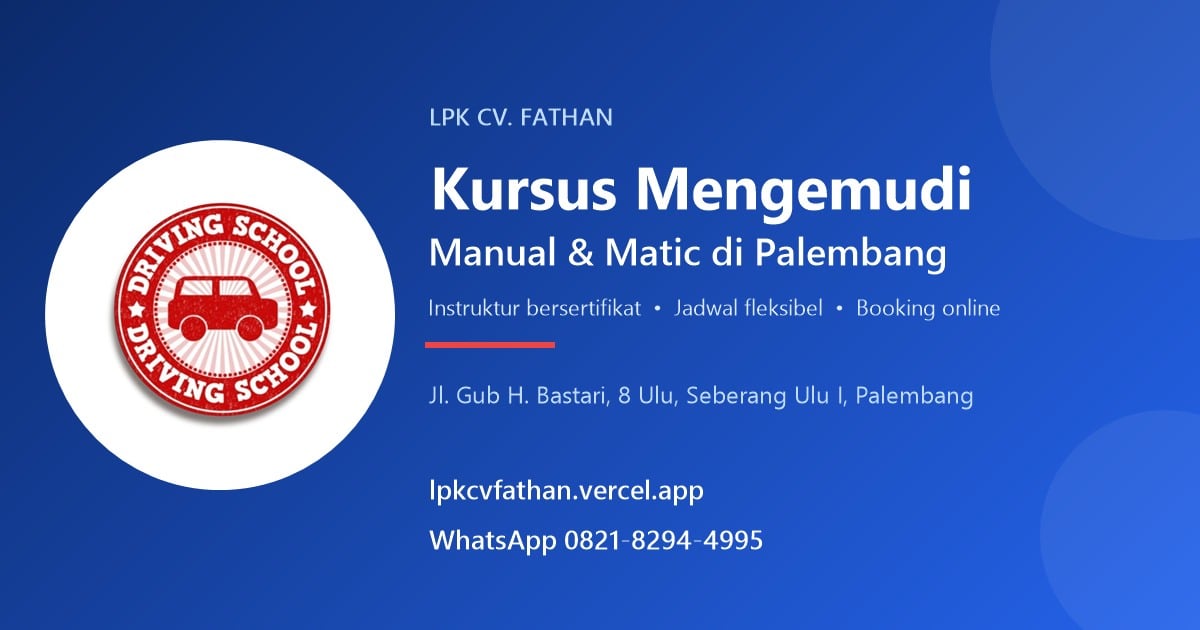 DRIVING SCHOOL
DRIVING SCHOOL
LPK CV. FATHAN
Kursus Mengemudi
Manual & Matic di Palembang
Instruktur bersertifikat • Jadwal fleksibel • Booking online
Jl. Gub H. Bastari, 8 Ulu, Seberang Ulu I, Palembang
lpkcvfathan.vercel.app
WhatsApp 0821-8294-4995